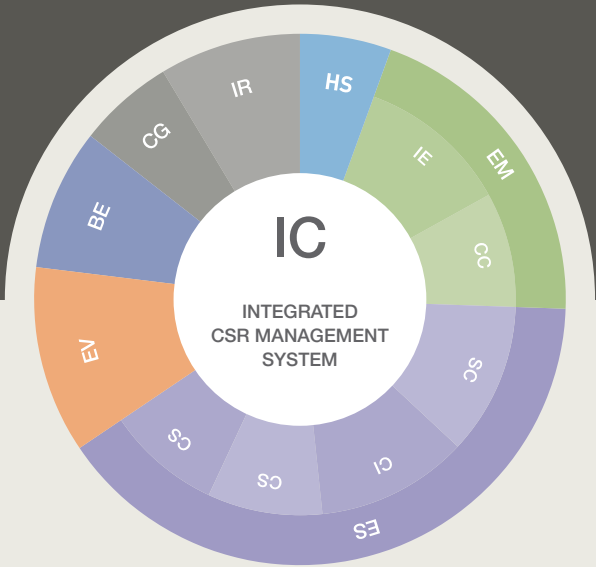 IC
INTEGRATED
CSR MANAGEMENT
SYSTEM
HS
EM
IE
CC
ES
SC
CI
CS
CS
EV
BE
CG
IR